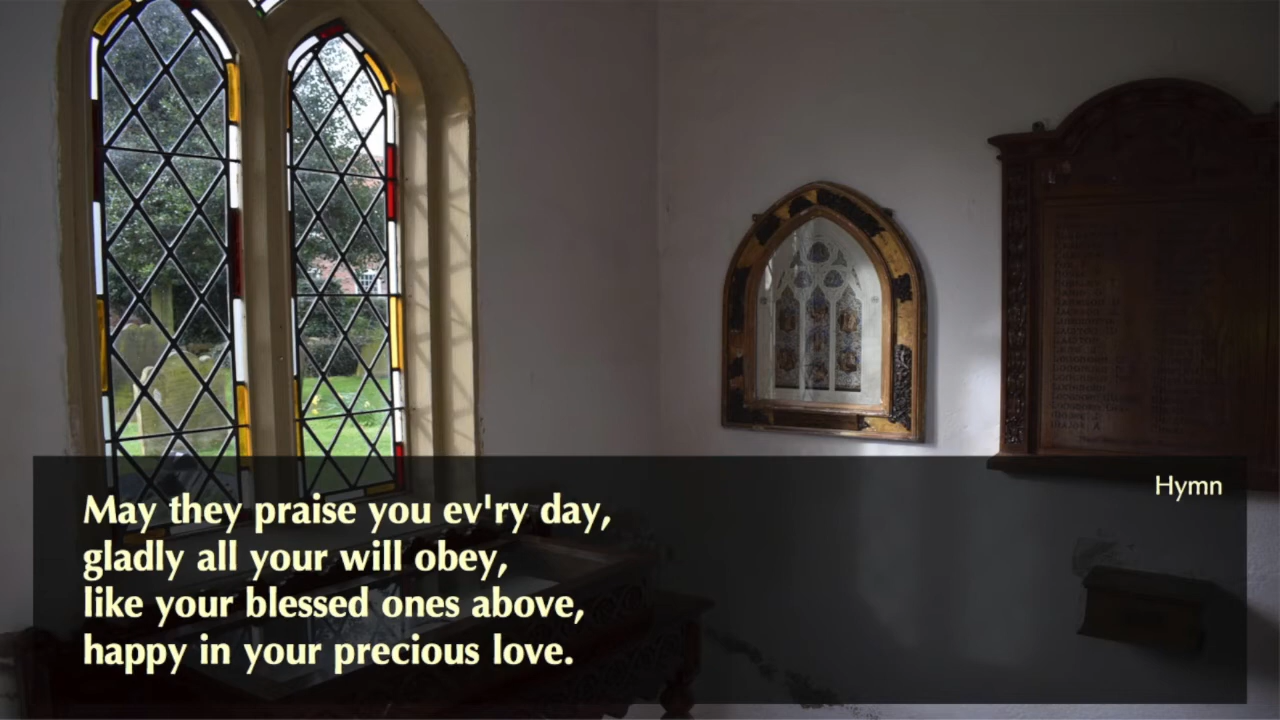 Hymn
May they praise you ev'ry day,
gladly all your will obey,
like your blessed ones above,
happy in your precious love.